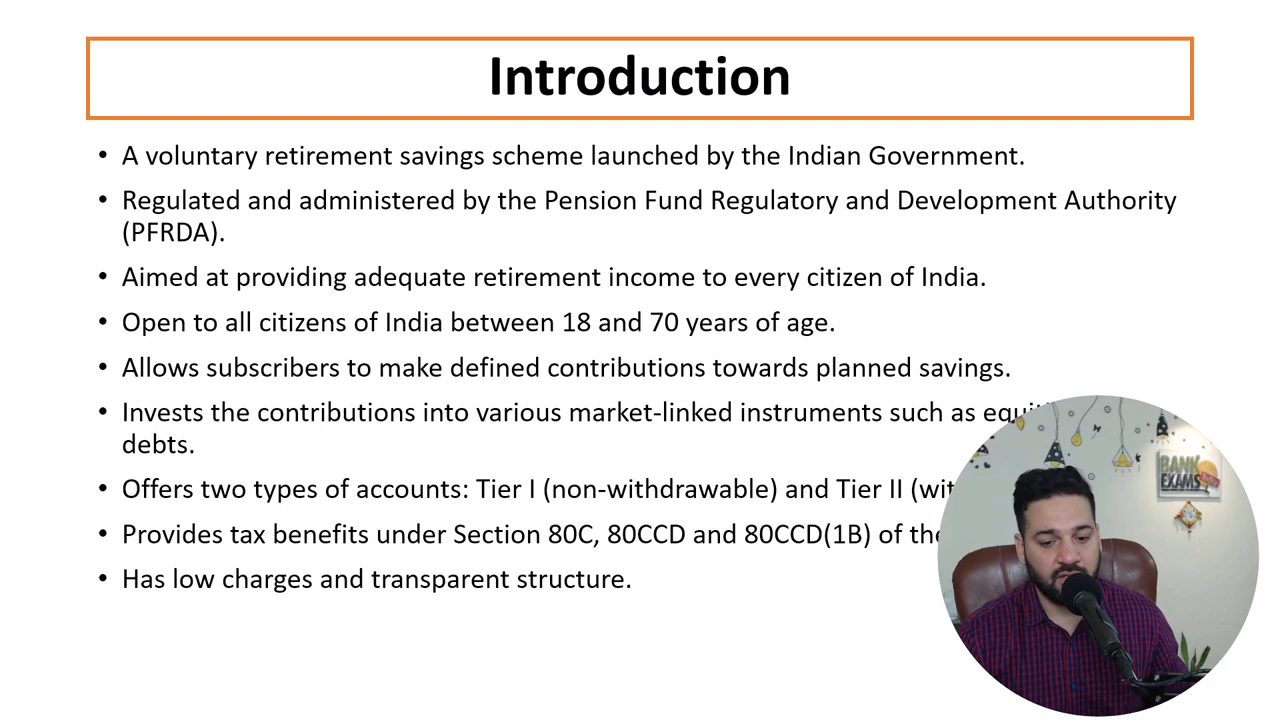 Introduction
• A voluntary retirement savings scheme launched by the Indian Government.
• Regulated and administered by the Pension Fund Regulatory and Development Authority
(PFRDA).
• Aimed at providing adequate retirement income to every citizen of India.
• Open to all citizens of India between 18 and 70 years of age.
• Allows subscribers to make defined contributions towards planned savings.
• Invests the contributions into various market-linked instruments such as
debts.
• Offers two types of accounts: Tier I (non-withdrawable) and Tier II
• Provides tax benefits under Section 80C, 80CCD and 80CCD(1B) of the
• Has low charges and transparent structure.
BANK
EXAMS